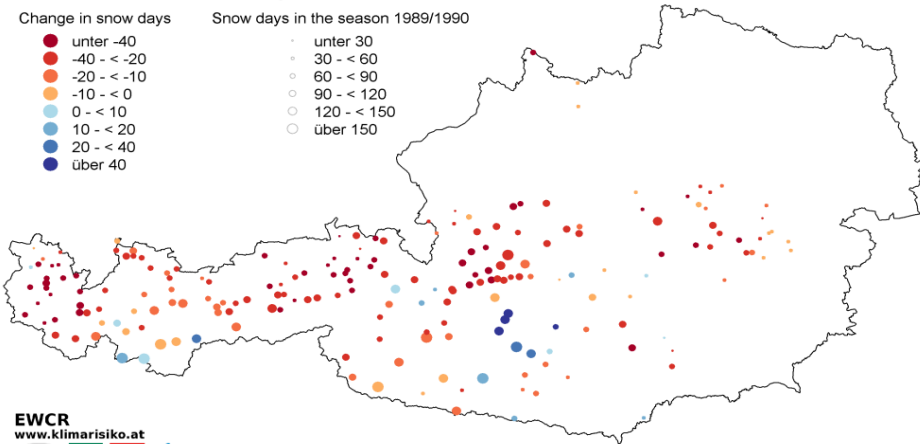 Change in snow days
unter -40
-40 - < -20
-20 - < -10
-10 - < 0
0 - < 10
10 - < 20
20 - < 40
über 40
Snow days in the season 1989/1990
unter 30
30 - < 60
60 - < 90
90 - < 120
120 - < 150
über 150
EWCR
www.klimarisiko.at